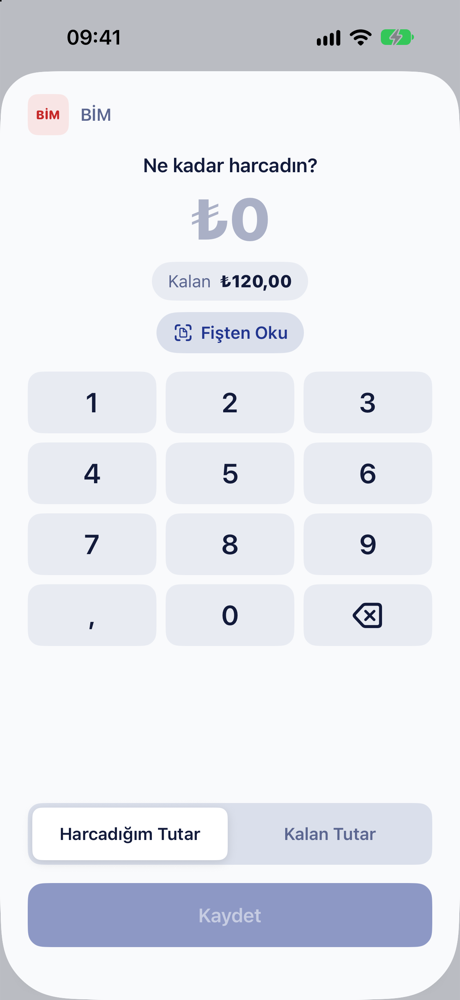 09:41
BİM BİM
Ne kadar harcadın?
₺0
Kalan ₺120,00
Fişten Oku
1 2 3
4 5 6
7 8 9
, 0
Harcadığım Tutar Kalan Tutar
Kaydet